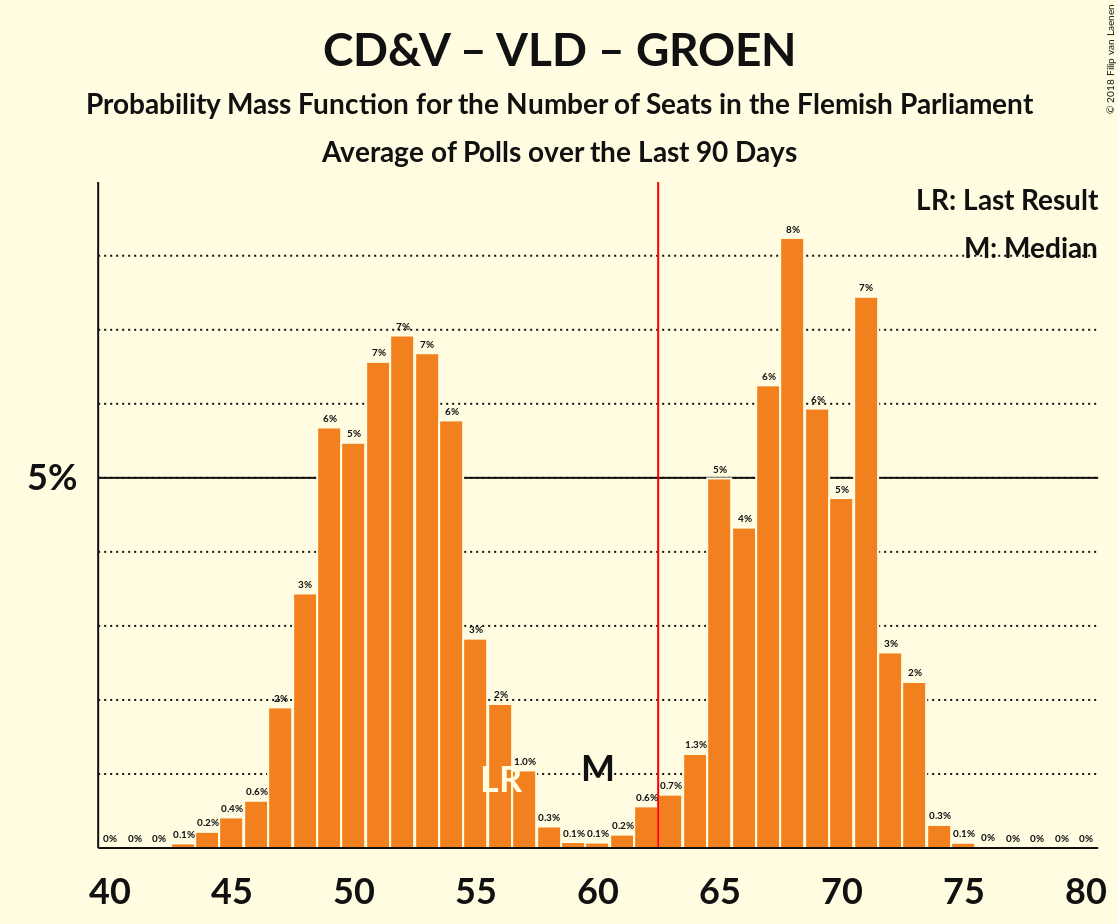 CD&V – VLD – GROEN
Probability Mass Function for the Number of Seats in the Flemish Parliament
Average of Polls over the Last 90 Days
© 2018 Filip van Laenen
LR: Last Result
M: Median
5%
0% 0% 0% 0.1% 0.2% 0.4% 0.6% 2% 3% 6% 5% 7% 7% 7% 6% 3% 2% 1.0% 0.3% 0.1% 0.1% 0.2% 0.6% 0.7% 1.3% 5% 4% 6% 8% 6% 5% 7% 3% 2% 0.3% 0.1% 0% 0% 0% 0% 0%
LR M
40 45 50 55 60 65 70 75 80